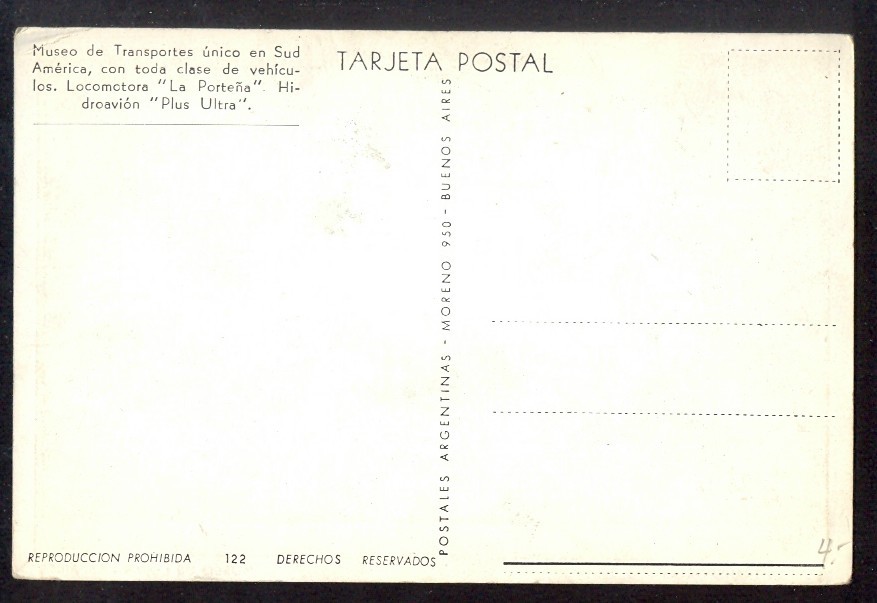 Museo de Transportes único en Sud
América, con toda clase de vehícu-
los. Locomotora "La Porteña". Hi-
droavión "Plus Ultra".
TARJETA POSTAL
POSTALES ARGENTINAS - MORENO 950 - BUENOS AIRES
REPRODUCCION PROHIBIDA 122 DERECHOS RESERVADOS
4.-